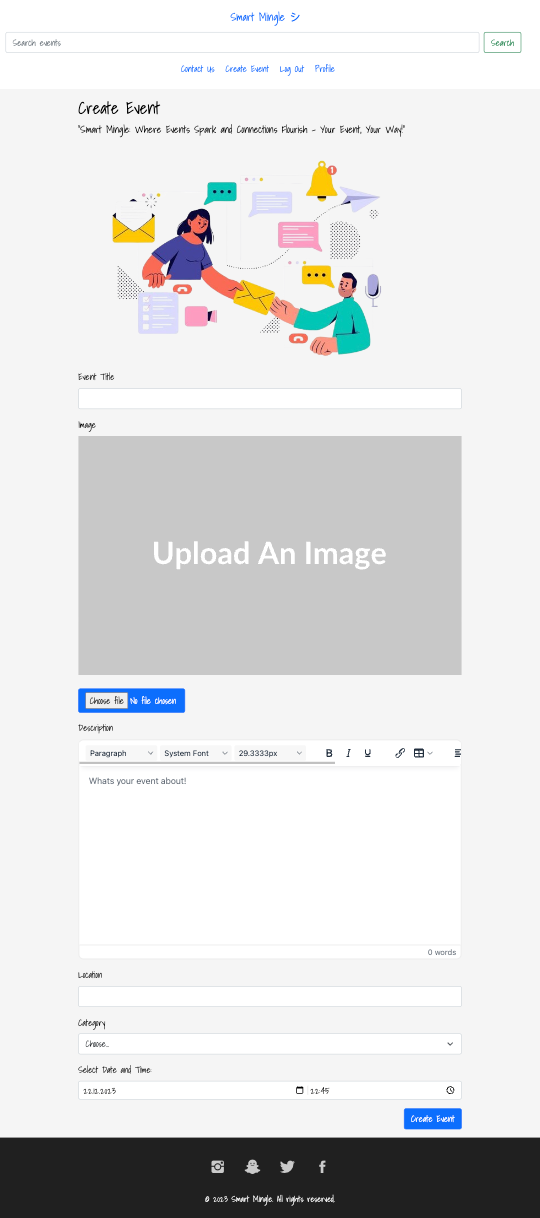 Smart Mingle シ
Search events
Search
Contact Us Create Event Log Out Profile
Create Event
"Smart Mingle: Where Events Spark and Connections Flourish - Your Event, Your Way!"
1
Event Title
Image
Upload An Image
Choose file No file chosen
Description
Paragraph System Font 29.3333px B I U
Whats your event about!
0 words
Location
Category
Choose...
Select Date and Time:
22.12.2023 22:45
Create Event
© 2023 Smart Mingle. All rights reserved.